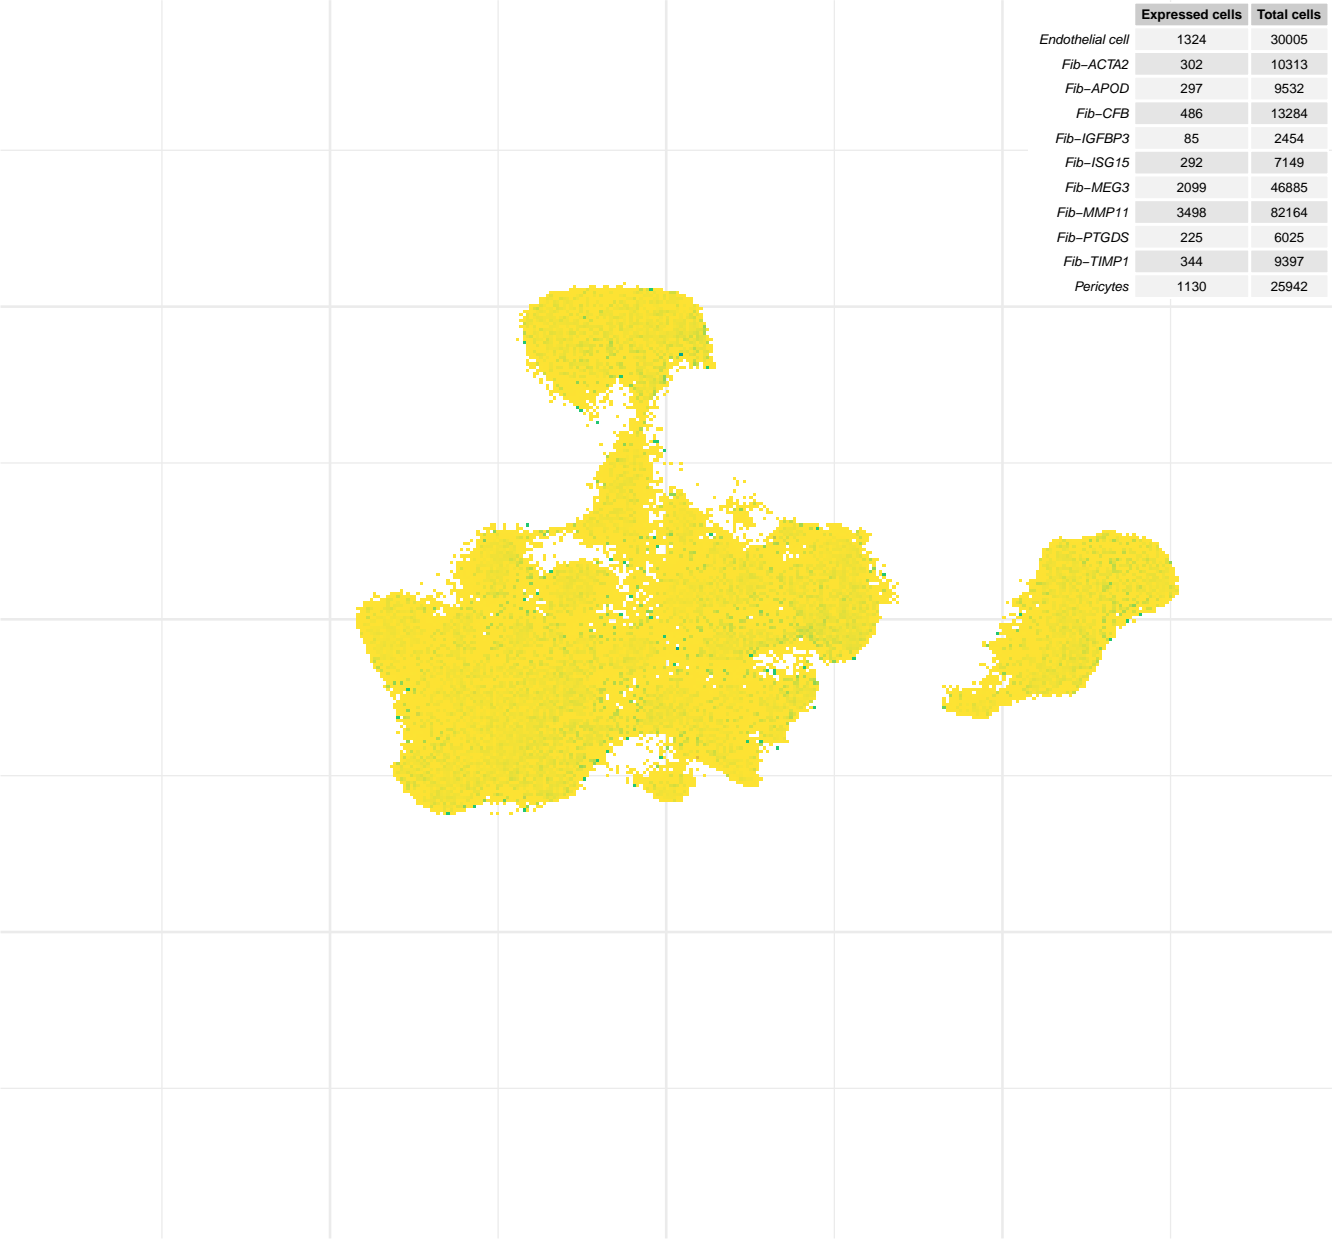 Expressed cells Total cells
Endothelial cell 1324 30005
Fib−ACTA2 302 10313
Fib−APOD 297 9532
Fib−CFB 486 13284
Fib−IGFBP3 85 2454
Fib−ISG15 292 7149
Fib−MEG3 2099 46885
Fib−MMP11 3498 82164
Fib−PTGDS 225 6025
Fib−TIMP1 344 9397
Pericytes 1130 25942